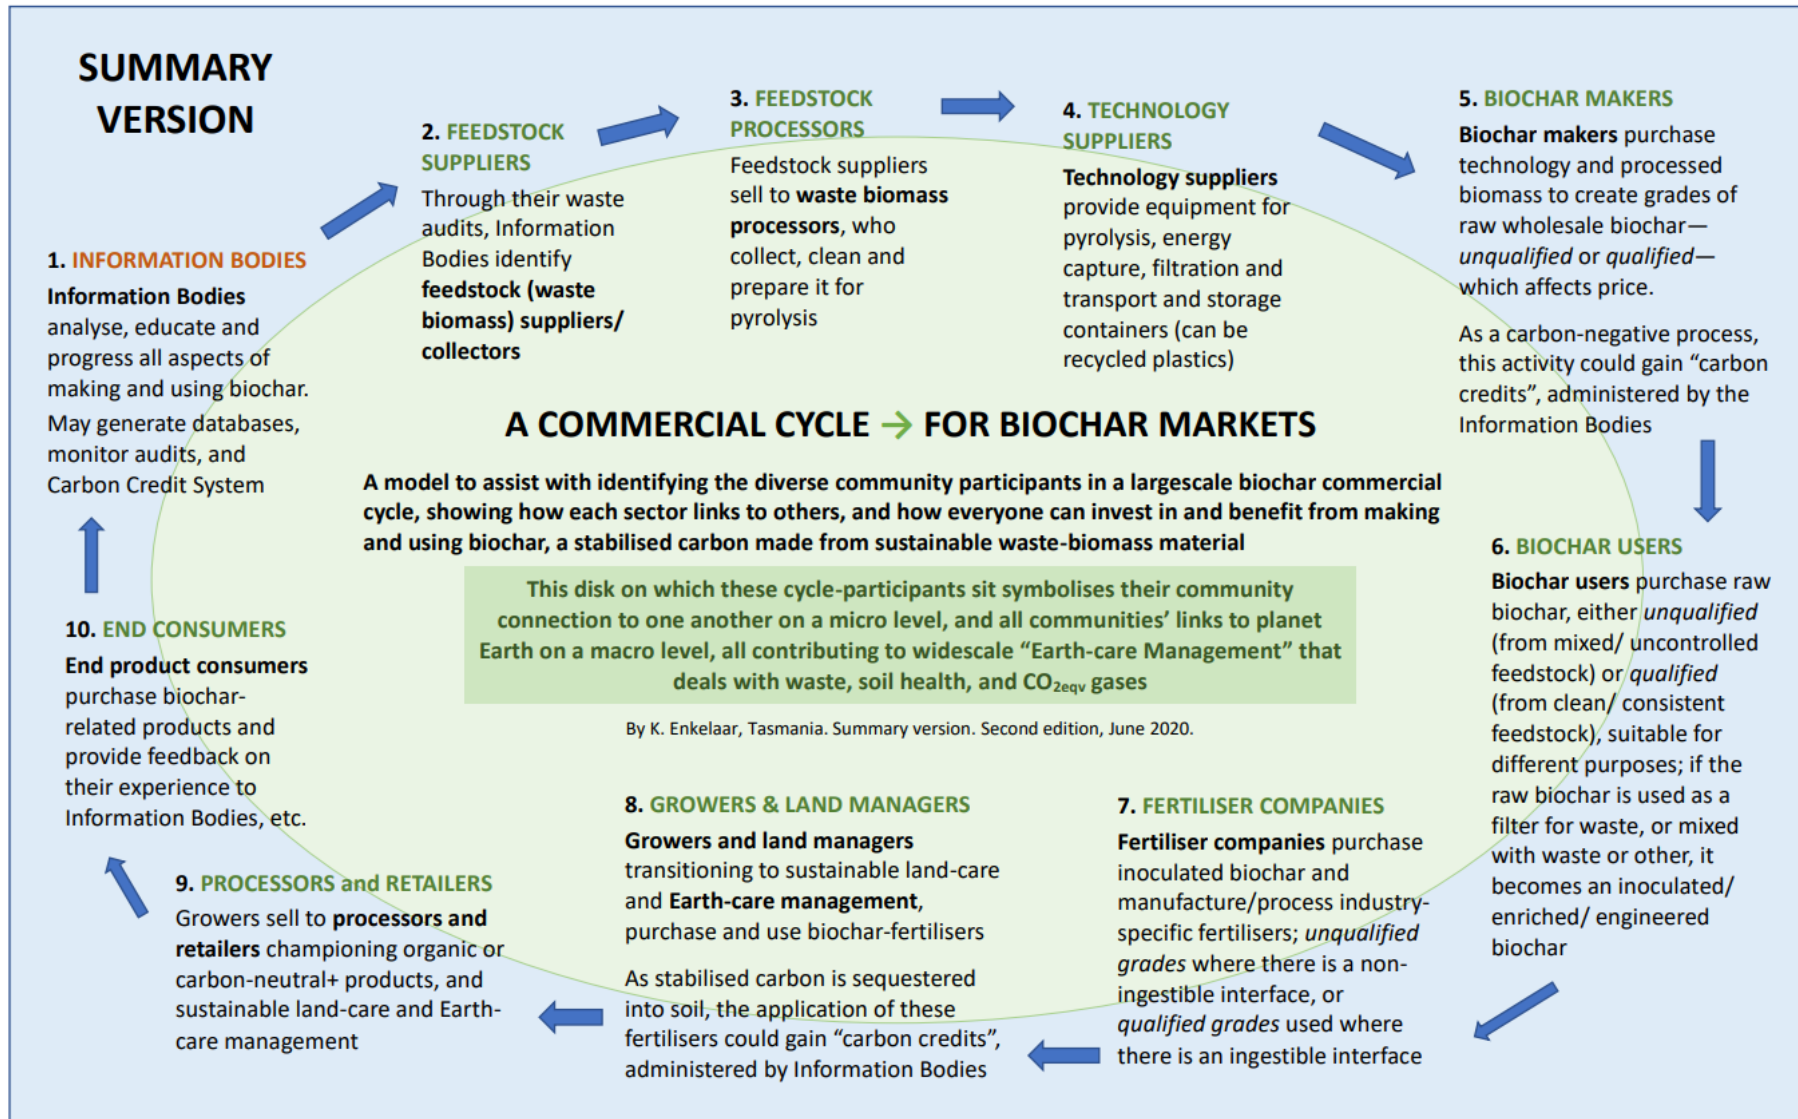 SUMMARY
VERSION
1. INFORMATION BODIES
Information Bodies
analyse, educate and
progress all aspects of
making and using biochar.
May generate databases,
monitor audits, and
Carbon Credit System
2. FEEDSTOCK
SUPPLIERS
Through their waste
audits, Information
Bodies identify
feedstock (waste
biomass) suppliers/
collectors
3. FEEDSTOCK
PROCESSORS
Feedstock suppliers
sell to waste biomass
processors, who
collect, clean and
prepare it for
pyrolysis
4. TECHNOLOGY
SUPPLIERS
Technology suppliers
provide equipment for
pyrolysis, energy
capture, filtration and
transport and storage
containers (can be
recycled plastics)
5. BIOCHAR MAKERS
Biochar makers purchase
technology and processed
biomass to create grades of
raw wholesale biochar—
unqualified or qualified—
which affects price.
As a carbon-negative process,
this activity could gain “carbon
credits”, administered by the
Information Bodies
A COMMERCIAL CYCLE → FOR BIOCHAR MARKETS
A model to assist with identifying the diverse community participants in a largescale biochar commercial
cycle, showing how each sector links to others, and how everyone can invest in and benefit from making
and using biochar, a stabilised carbon made from sustainable waste-biomass material
This disk on which these cycle-participants sit symbolises their community
connection to one another on a micro level, and all communities’ links to planet
Earth on a macro level, all contributing to widescale “Earth-care Management” that
deals with waste, soil health, and CO2eqv gases
By K. Enkelaar, Tasmania. Summary version. Second edition, June 2020.
6. BIOCHAR USERS
Biochar users purchase raw
biochar, either unqualified
(from mixed/ uncontrolled
feedstock) or qualified
(from clean/ consistent
feedstock), suitable for
different purposes; if the
raw biochar is used as a
filter for waste, or mixed
with waste or other, it
becomes an inoculated/
enriched/ engineered
biochar
7. FERTILISER COMPANIES
Fertiliser companies purchase
inoculated biochar and
manufacture/process industry-
specific fertilisers; unqualified
grades where there is a non-
ingestible interface, or
qualified grades used where
there is an ingestible interface
8. GROWERS & LAND MANAGERS
Growers and land managers
transitioning to sustainable land-care
and Earth-care management,
purchase and use biochar-fertilisers
As stabilised carbon is sequestered
into soil, the application of these
fertilisers could gain “carbon credits”,
administered by Information Bodies
9. PROCESSORS and RETAILERS
Growers sell to processors and
retailers championing organic or
carbon-neutral+ products, and
sustainable land-care and Earth-
care management
10. END CONSUMERS
End product consumers
purchase biochar-
related products and
provide feedback on
their experience to
Information Bodies, etc.